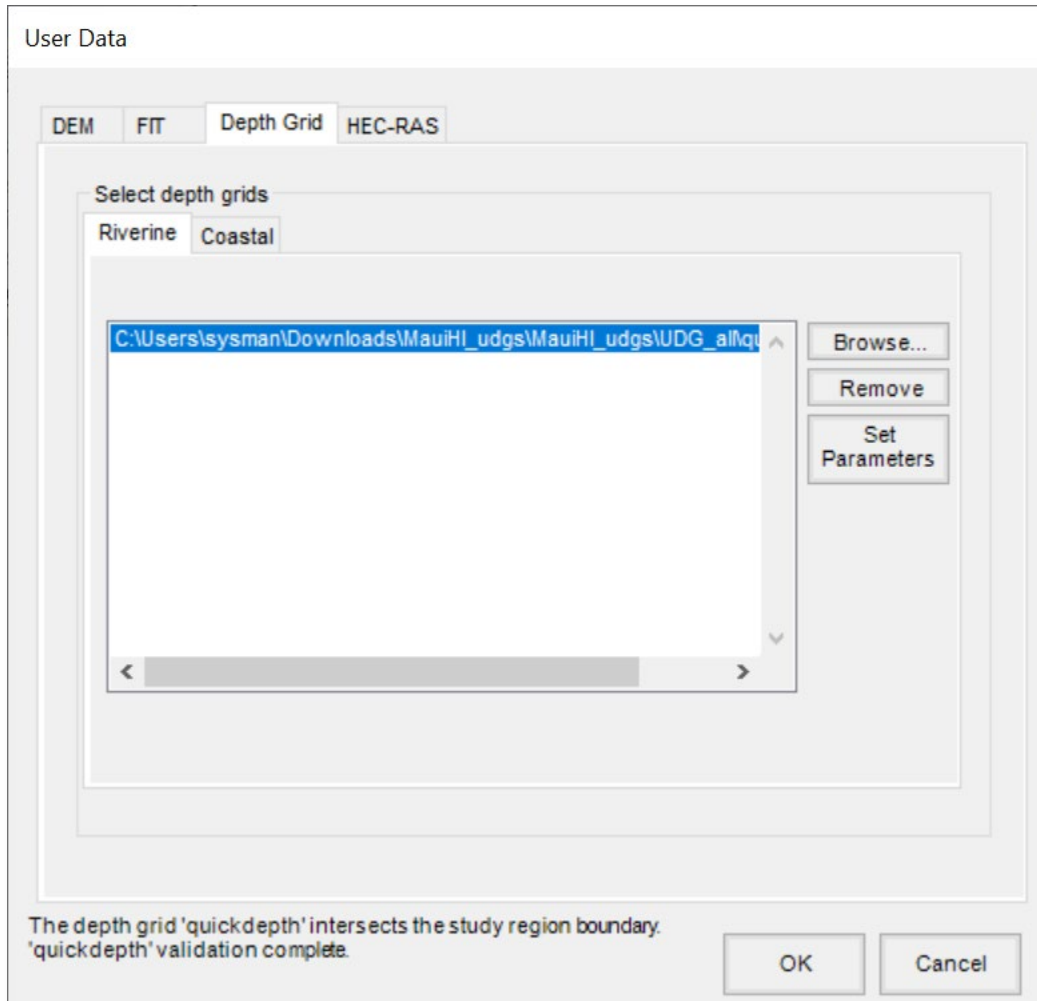 User Data
DEM FIT Depth Grid HEC-RAS
Select depth grids
Riverine Coastal
C:\Users\sysman\Downloads\MauiHI_udgs\MauiHI_udgs\UDG_all\qu
Browse...
Remove
Set
Parameters
The depth grid 'quickdepth' intersects the study region boundary.
'quickdepth' validation complete.
OK Cancel